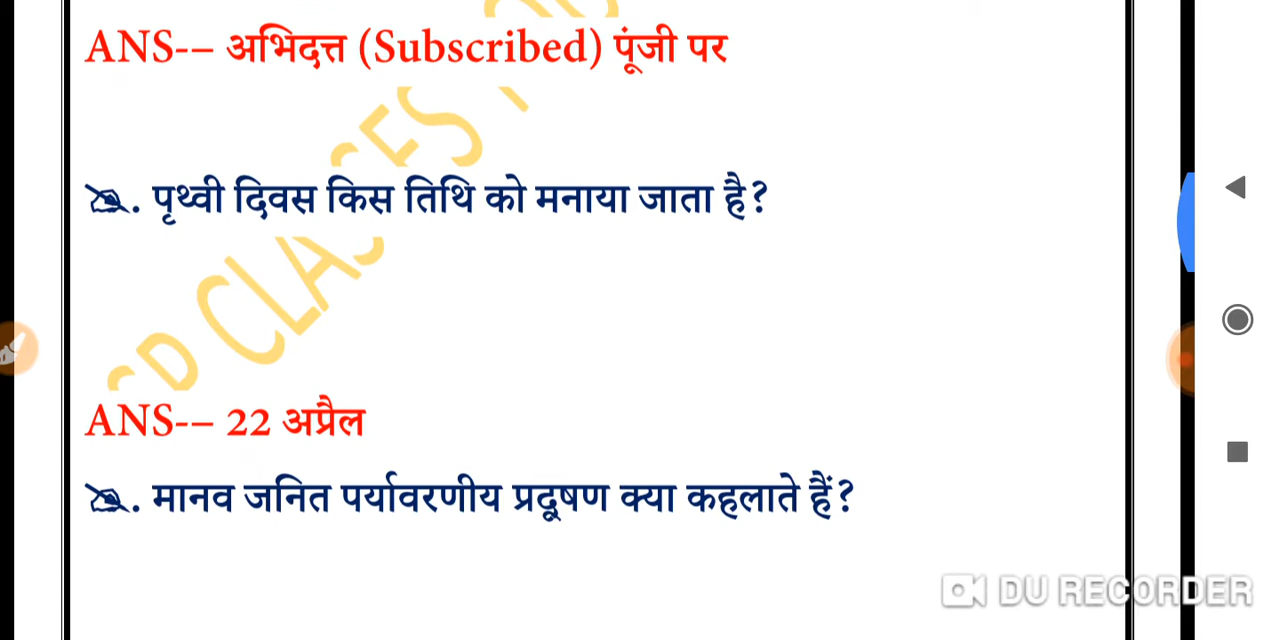 ANS-– अभिदत्त (Subscribed) पूंजी पर
. पृथ्वी दिवस किस तिथि को मनाया जाता है?
CLASSES
ANS-– 22 अप्रैल
. मानव जनित पर्यावरणीय प्रदूषण क्या कहलाते हैं?
DU RECORDER